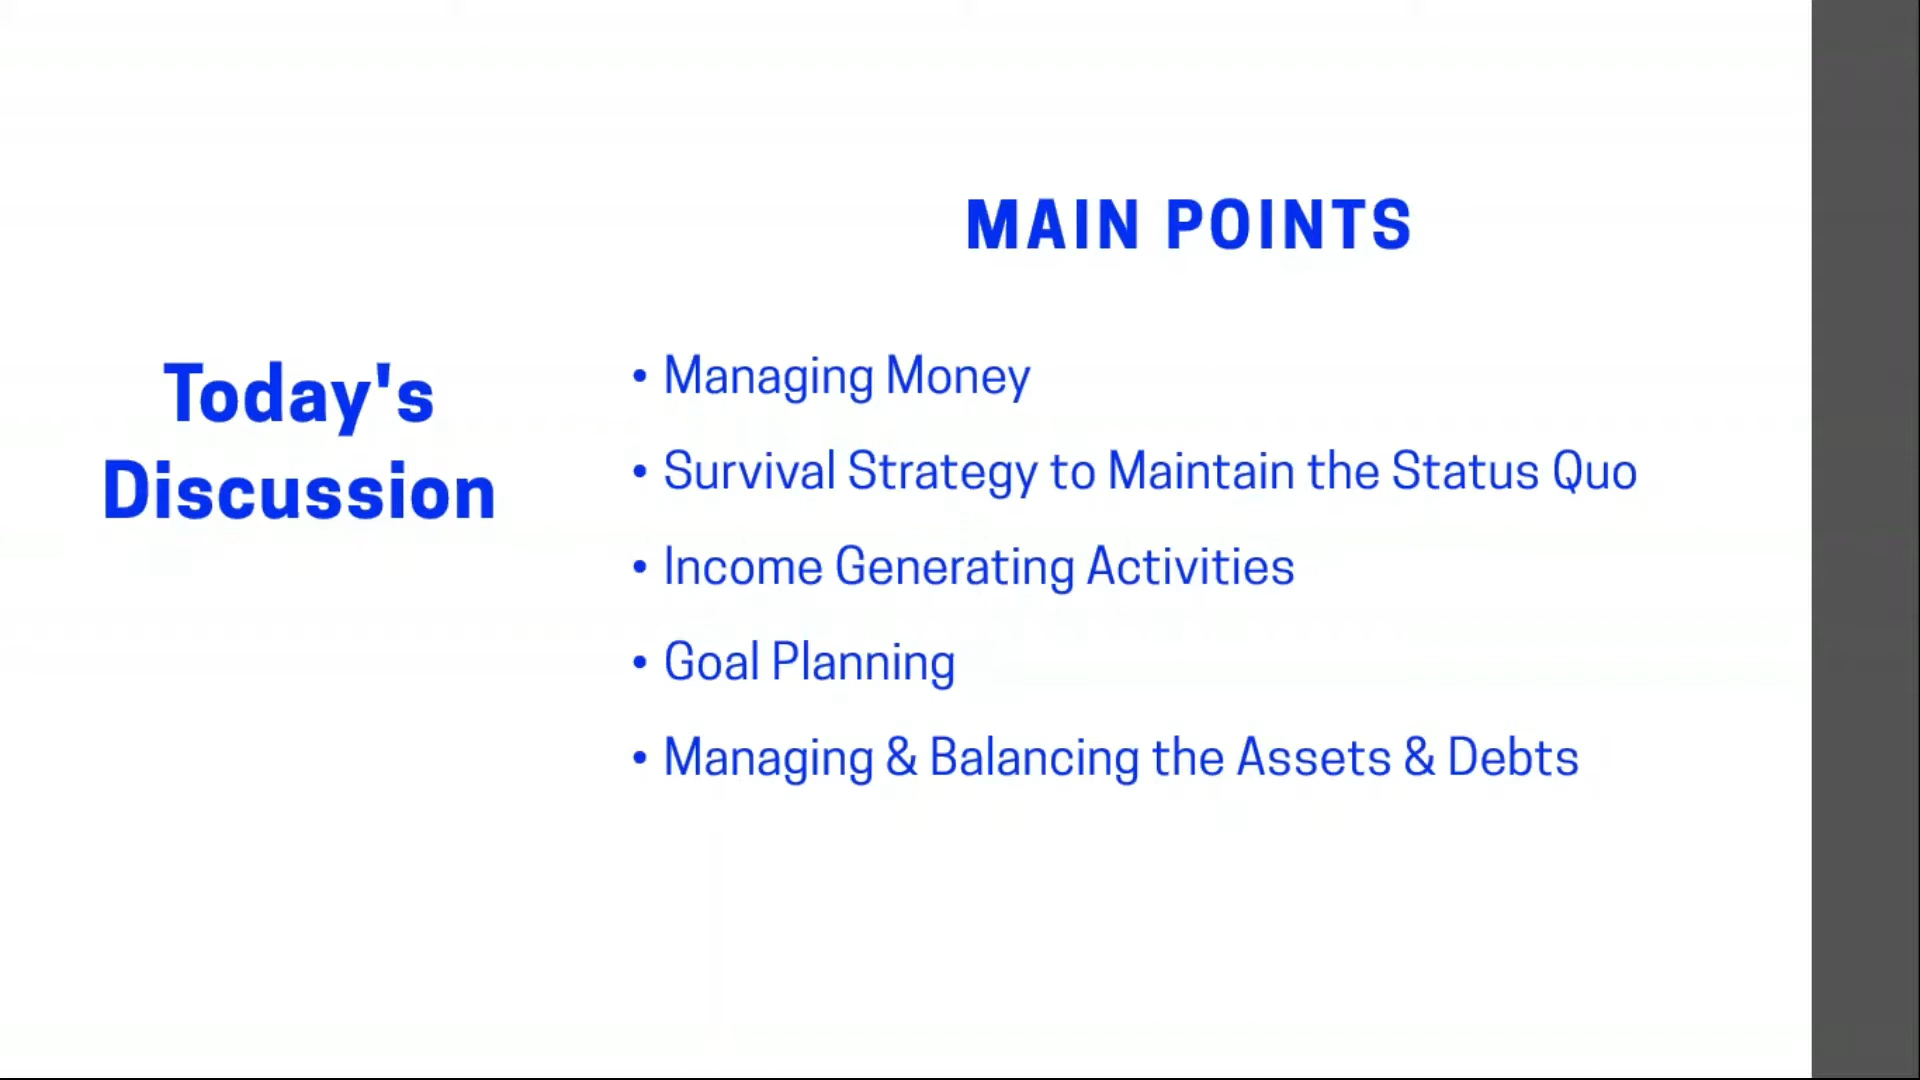 Today's
Discussion
MAIN POINTS
• Managing Money
• Survival Strategy to Maintain the Status Quo
• Income Generating Activities
• Goal Planning
• Managing & Balancing the Assets & Debts